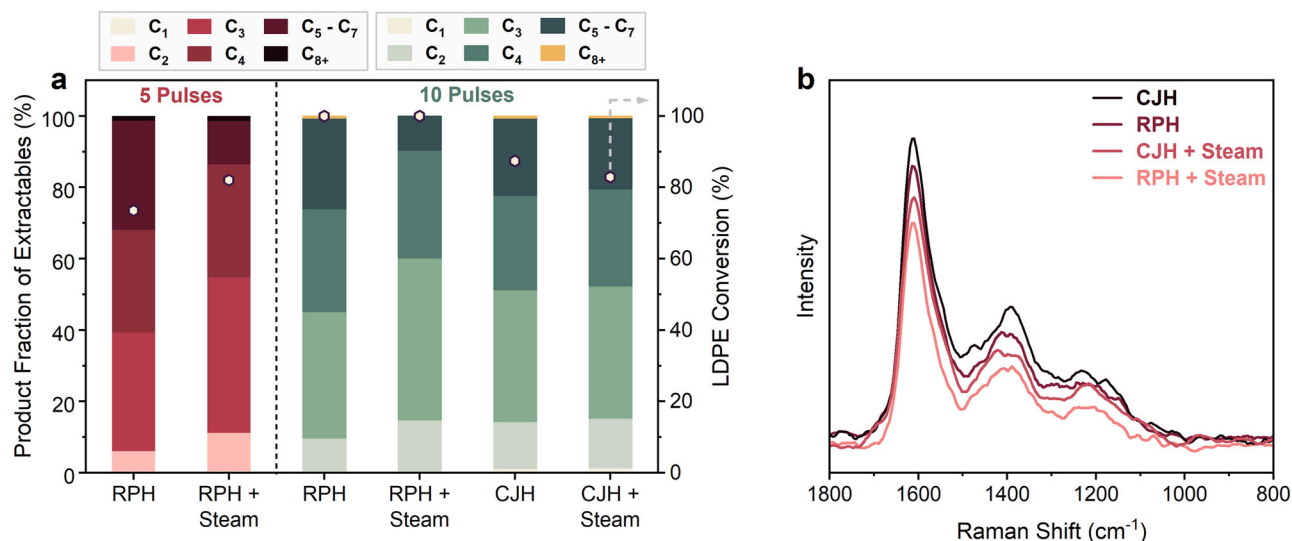 C₁ C₃ C₅ - C₇
C₂ C₄ C₈₊
C₁ C₃ C₅ - C₇
C₂ C₄ C₈₊
a
5 Pulses
10 Pulses
Product Fraction of Extractables (%)
100
80
60
40
20
0
RPH
RPH +
Steam
RPH
RPH +
Steam
CJH
CJH +
Steam
100
80
60
40
20
0
LDPE Conversion (%)
b
CJH
RPH
CJH + Steam
RPH + Steam
Intensity
1800 1600 1400 1200 1000 800
Raman Shift (cm⁻¹)